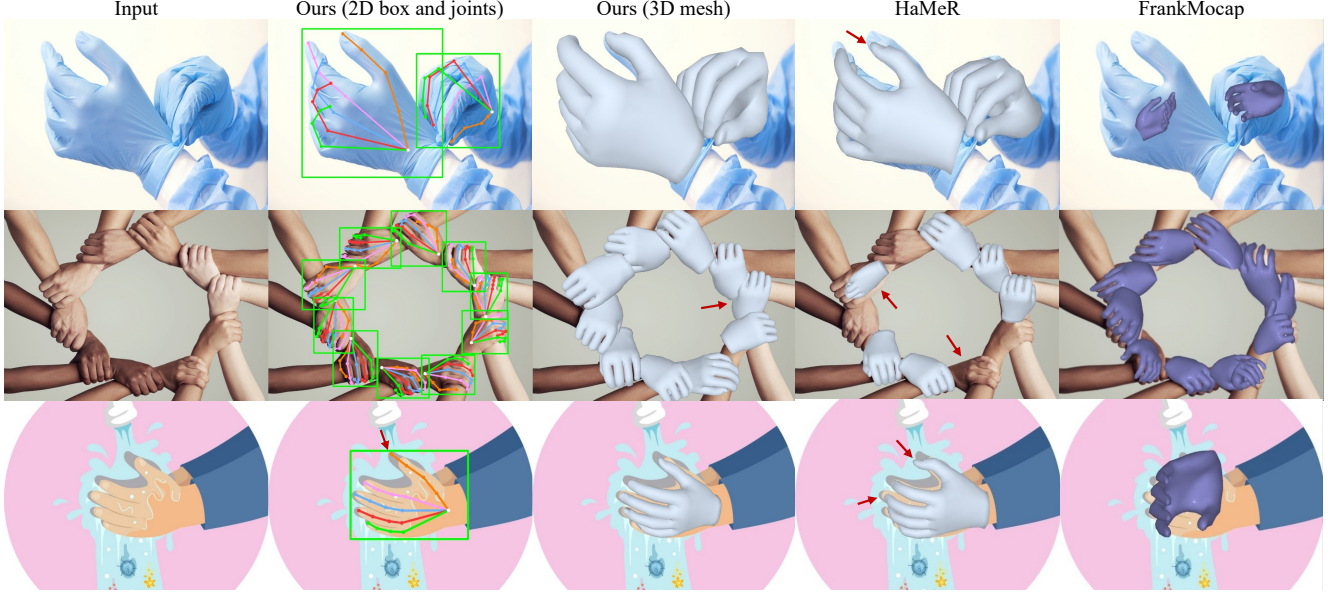 Input
Ours (2D box and joints)
Ours (3D mesh)
HaMeR
FrankMocap